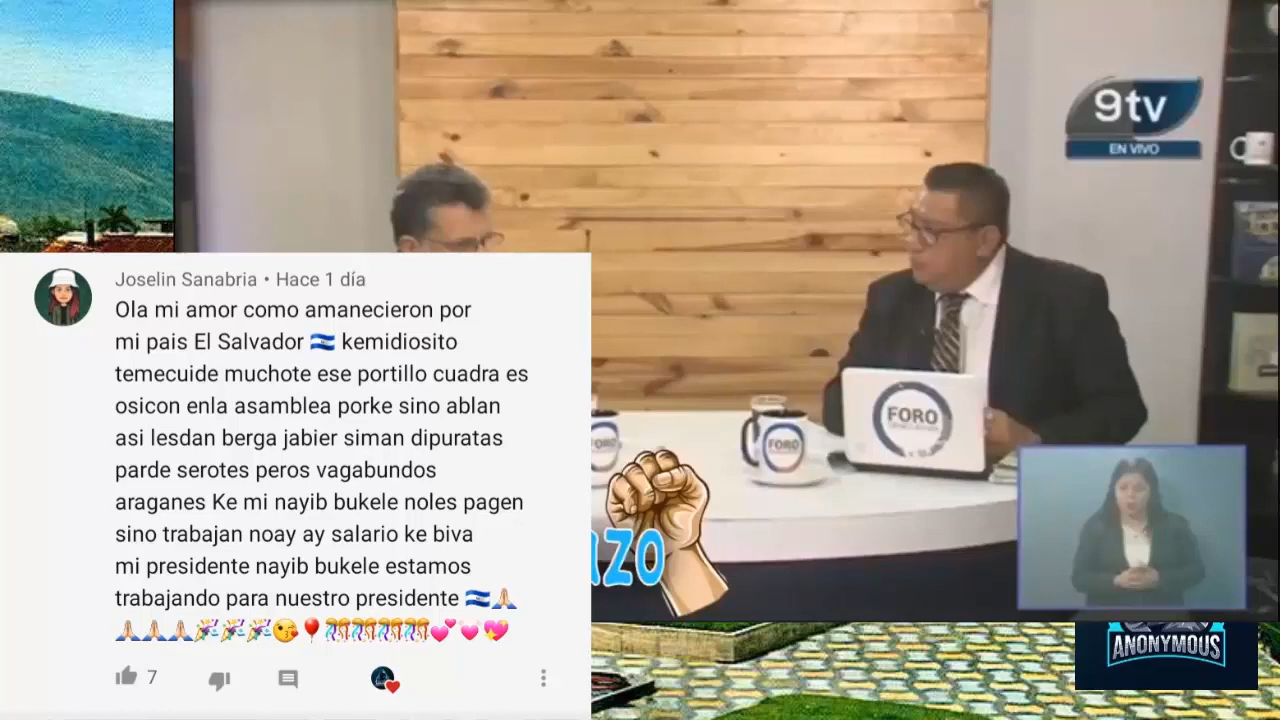 9tv
EN VIVO
Joselin Sanabria • Hace 1 día
Ola mi amor como amanecieron por
mi pais El Salvador 🇸🇻 kemidiosito
temecuide muchote ese portillo cuadra es
osicon enla asamblea porke sino ablan
asi lesdan berga jabier siman dipuratas
parde serotes peros vagabundos
araganes Ke mi nayib bukele noles pagen
sino trabajan noay ay salario ke biva
mi presidente nayib bukele estamos
trabajando para nuestro presidente 🇸🇻🙏🏻
🙏🏻🙏🏻🙏🏻🎉🎉🎉😘🎈🎊🎊🎊🎊💕💓💖
7
FORO
FORO
FORO
AZO
ANONYMOUS